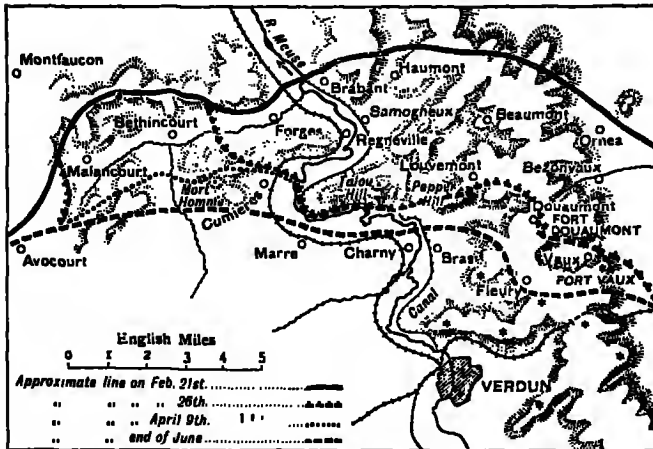 R. Meuse
Montfaucon
Haumont
Brabant
Samogneux
Beaumont
Bethincourt
Forges
Regnéville
Ornea
Malancourt
Louvemont
Bezonvaux
Mort Homme
Talou Hill
Pepper Hill
Cumieres
Douaumont
FORT DOUAUMONT
Avocourt
Marre
Charny
Bras
Vaux
FORT VAUX
Fleury
Canal
VERDUN
English Miles
0 1 2 3 4 5
Approximate line on Feb. 21st.
" " " " 26th.
" " " April 9th.
" " end of June